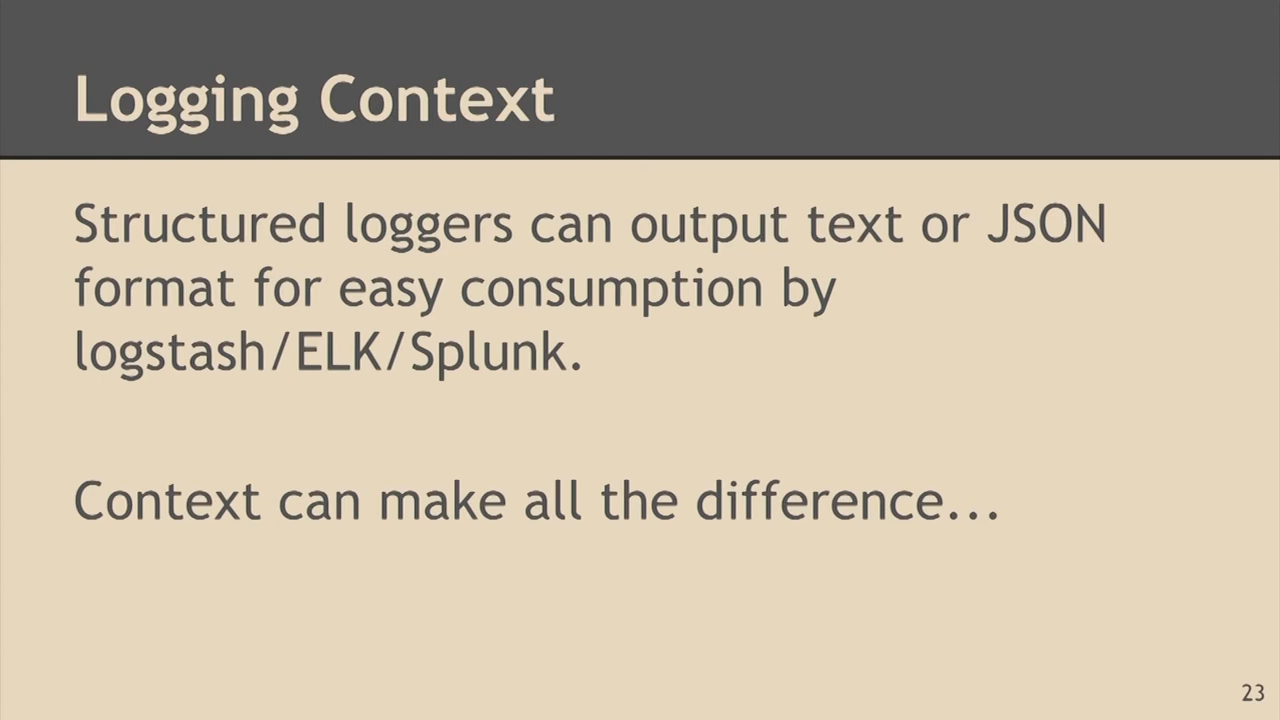 Logging Context
Structured loggers can output text or JSON
format for easy consumption by
logstash/ELK/Splunk.
Context can make all the difference...
23